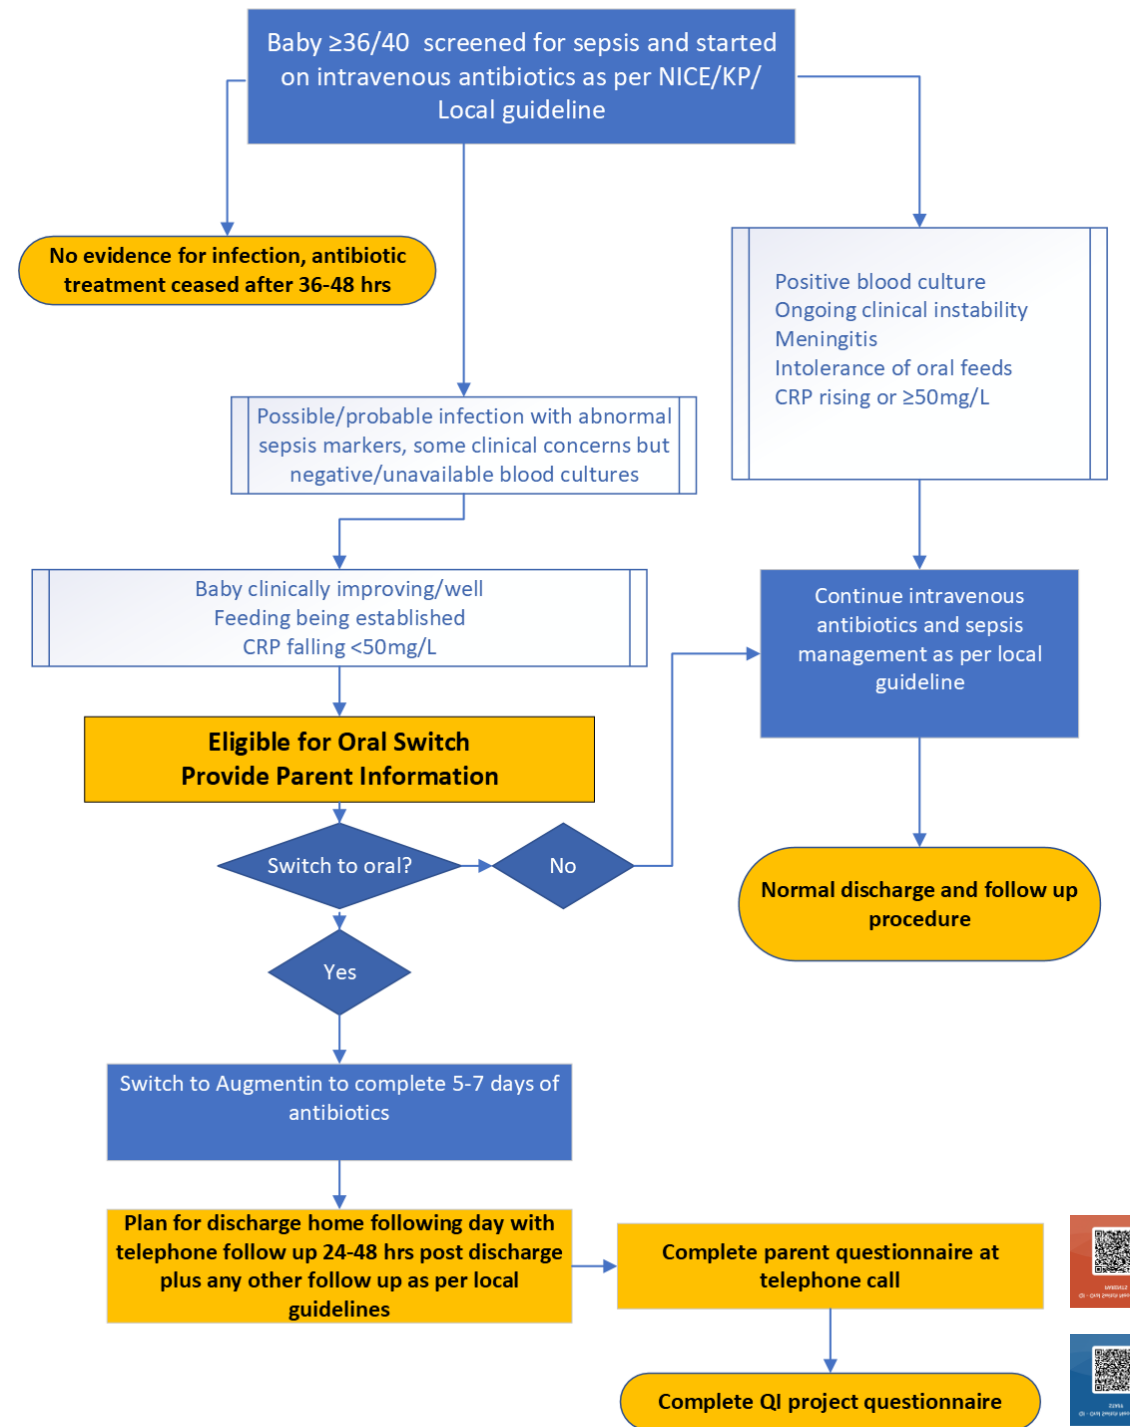 Baby ≥36/40 screened for sepsis and started
on intravenous antibiotics as per NICE/KP/
Local guideline
No evidence for infection, antibiotic
treatment ceased after 36-48 hrs
Positive blood culture
Ongoing clinical instability
Meningitis
Intolerance of oral feeds
CRP rising or ≥50mg/L
Possible/probable infection with abnormal
sepsis markers, some clinical concerns but
negative/unavailable blood cultures
Baby clinically improving/well
Feeding being established
CRP falling <50mg/L
Continue intravenous
antibiotics and sepsis
management as per local
guideline
Eligible for Oral Switch
Provide Parent Information
Switch to oral?
No
Normal discharge and follow up
procedure
Yes
Switch to Augmentin to complete 5-7 days of
antibiotics
Plan for discharge home following day with
telephone follow up 24-48 hrs post discharge
plus any other follow up as per local
guidelines
Complete parent questionnaire at
telephone call
Complete QI project questionnaire